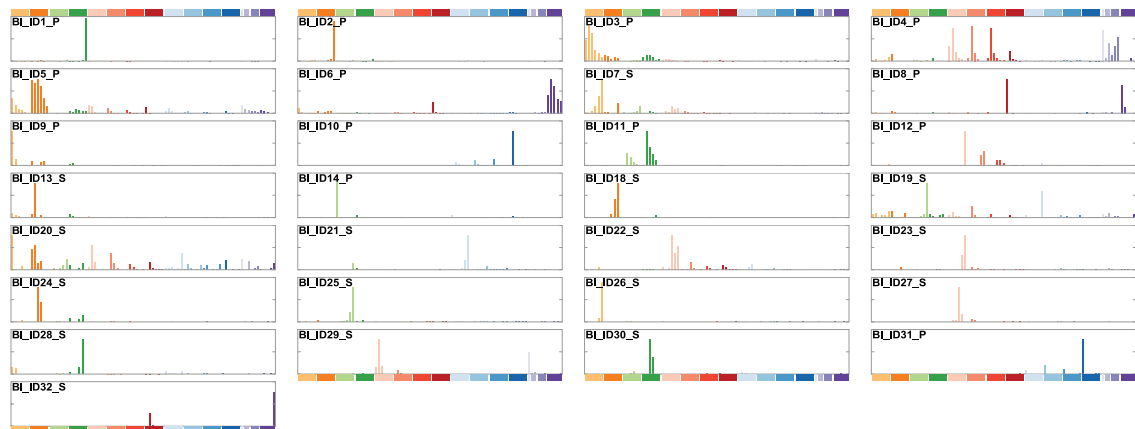 BI_ID1_P
BI_ID2_P
BI_ID3_P
BI_ID4_P
BI_ID5_P
BI_ID6_P
BI_ID7_S
BI_ID8_P
BI_ID9_P
BI_ID10_P
BI_ID11_P
BI_ID12_P
BI_ID13_S
BI_ID14_P
BI_ID18_S
BI_ID19_S
BI_ID20_S
BI_ID21_S
BI_ID22_S
BI_ID23_S
BI_ID24_S
BI_ID25_S
BI_ID26_S
BI_ID27_S
BI_ID28_S
BI_ID29_S
BI_ID30_S
BI_ID31_P
BI_ID32_S